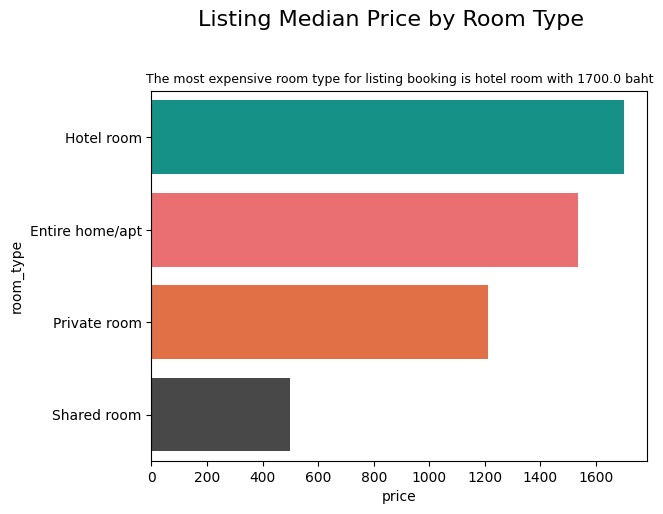 Listing Median Price by Room Type
The most expensive room type for listing booking is hotel room with 1700.0 baht
Hotel room
Entire home/apt
Private room
Shared room
room_type
0 200 400 600 800 1000 1200 1400 1600
price